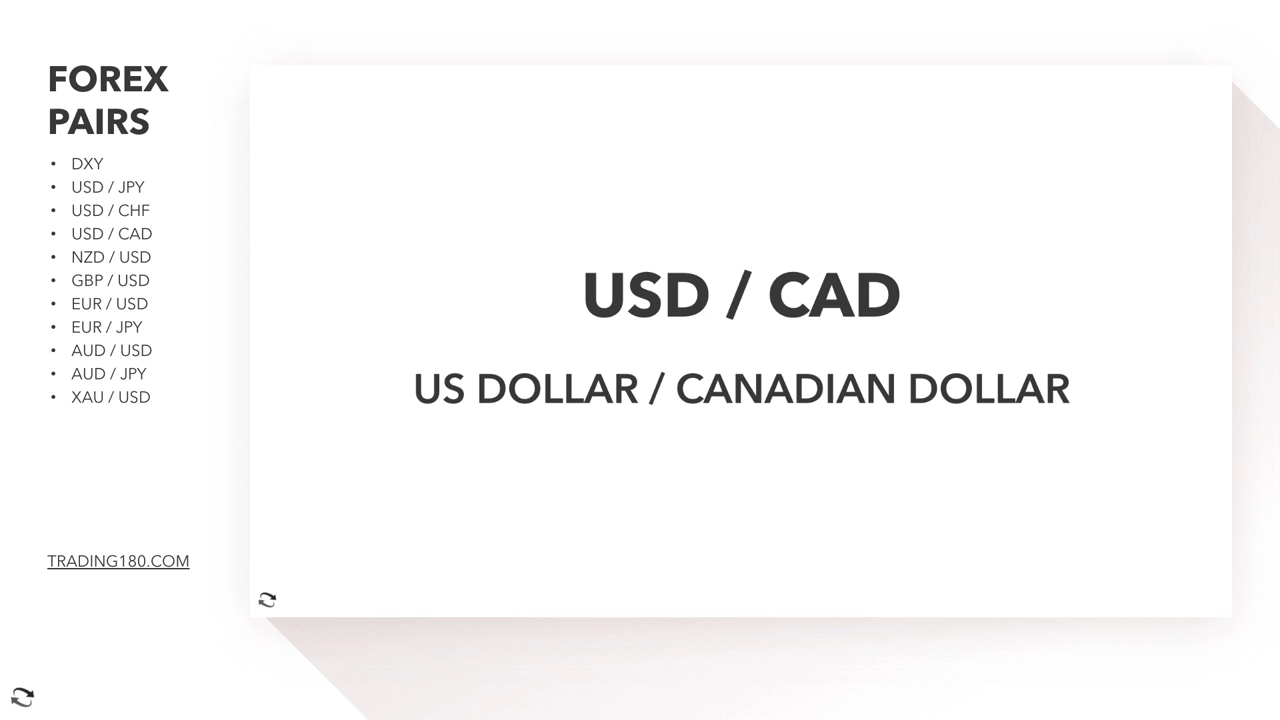 FOREX
PAIRS
• DXY
• USD / JPY
• USD / CHF
• USD / CAD
• NZD / USD
• GBP / USD
• EUR / USD
• EUR / JPY
• AUD / USD
• AUD / JPY
• XAU / USD
TRADING180.COM
USD / CAD
US DOLLAR / CANADIAN DOLLAR